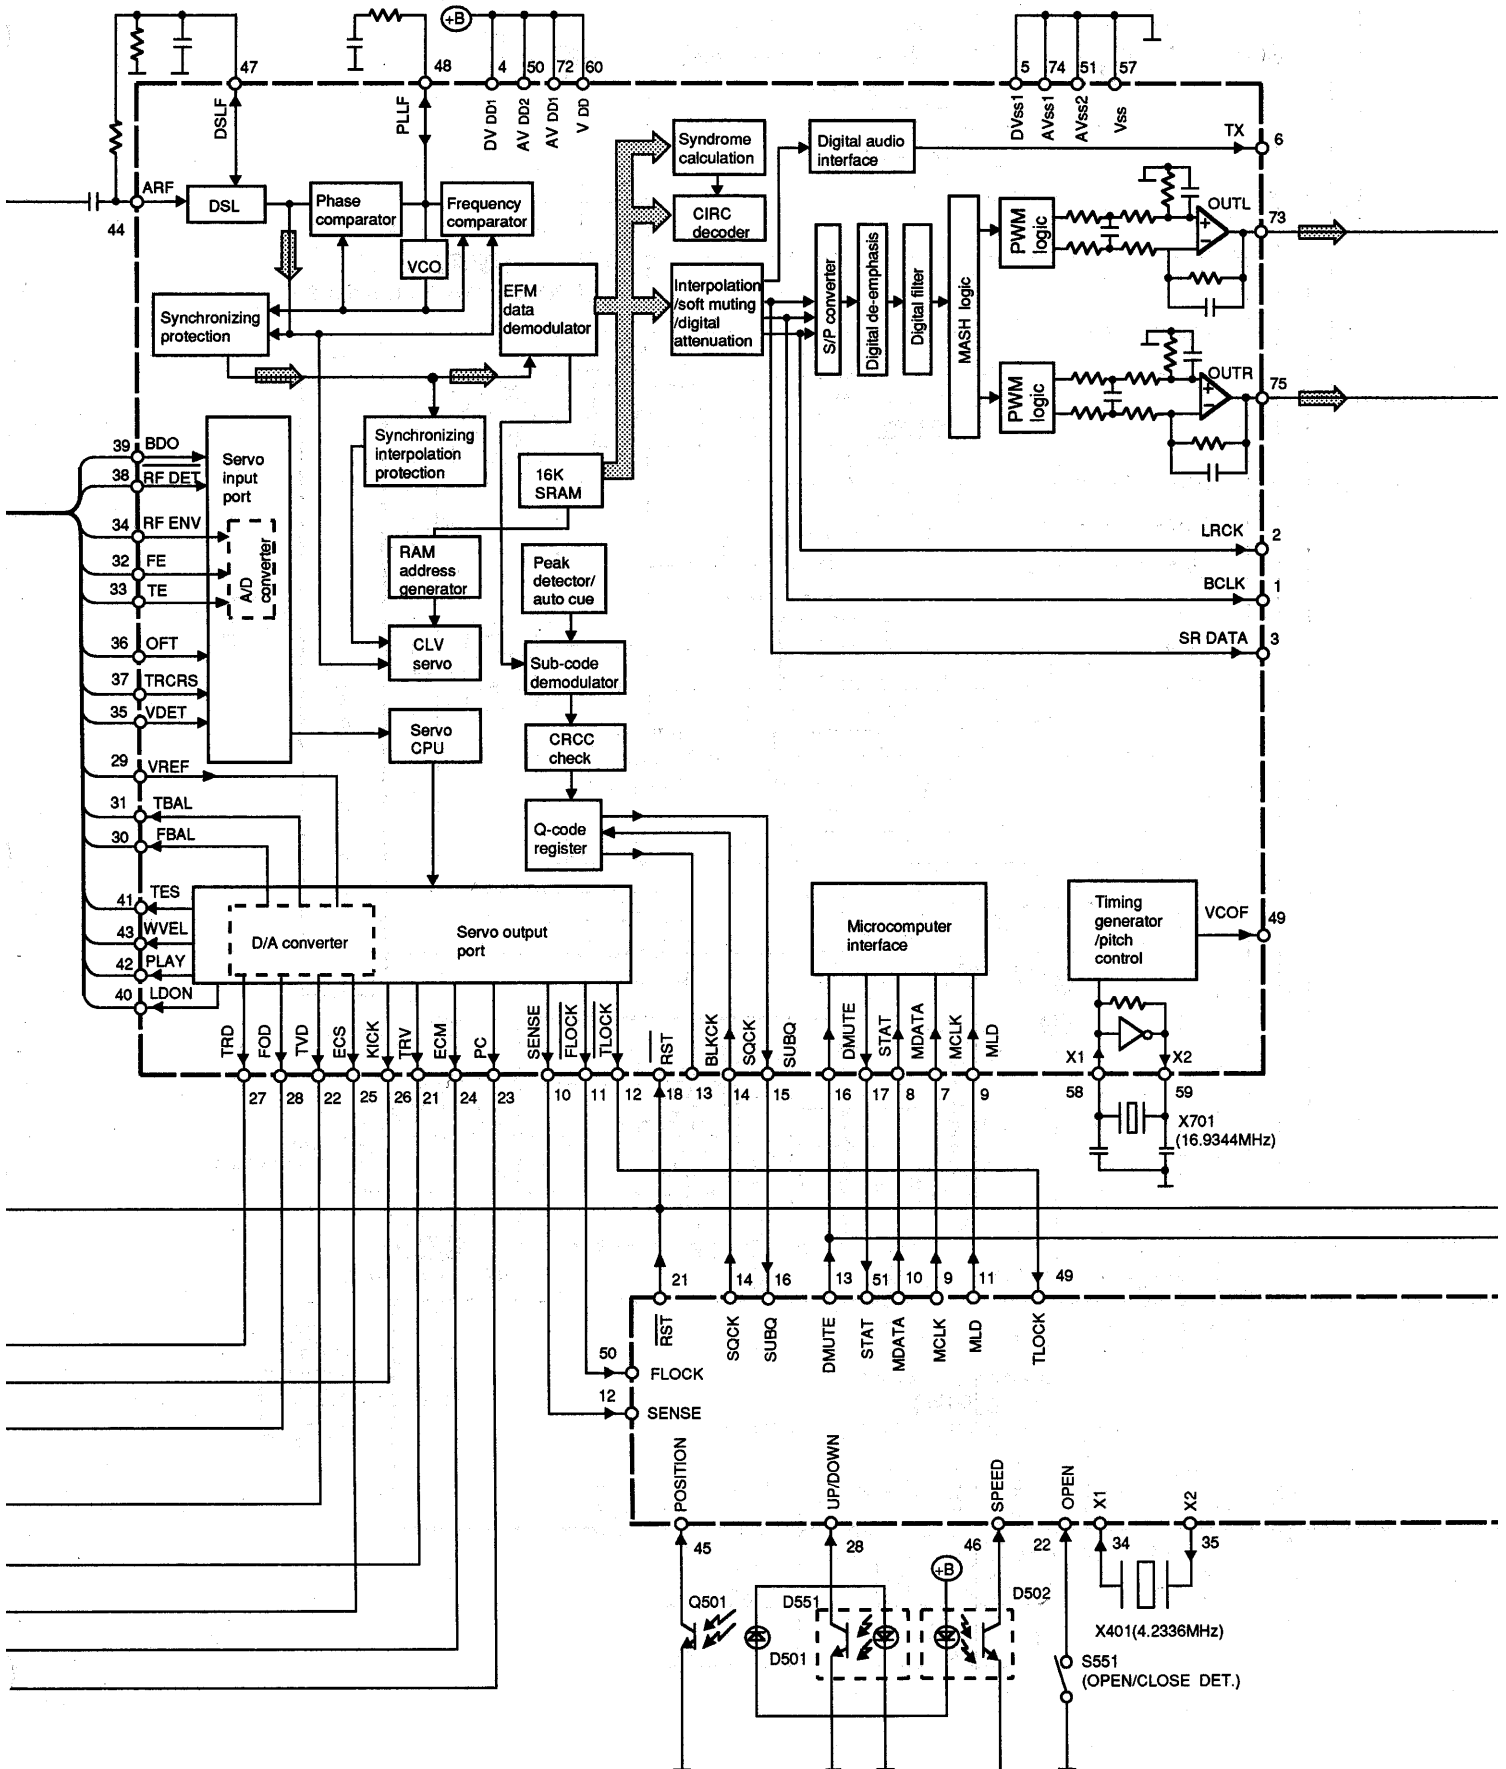 +B
47
48
4
50
72
60
5
74
51
57
DSLF
PLLF
DV DD1
AV DD2
AV DD1
V DD
DVss1
AVss1
AVss2
Vss
TX
6
ARF
44
DSL
Phase
comparator
Frequency
comparator
VCO
Syndrome
calculation
Digital audio
interface
CIRC
decoder
OUTL
73
Synchronizing
protection
EFM
data
demodulator
Interpolation
/soft muting
/digital
attenuation
S/P converter
Digital de-emphasis
Digital filter
MASH logic
PWM
logic
PWM
logic
OUTR
75
39
BDO
38
RF DET
34
RF ENV
32
FE
33
TE
36
OFT
37
TRCRS
35
VDET
Servo
input
port
A/D
converter
Synchronizing
interpolation
protection
16K
SRAM
RAM
address
generator
Peak
detector/
auto cue
CLV
servo
Sub-code
demodulator
LRCK
2
BCLK
1
SR DATA
3
Servo
CPU
CRCC
check
29
VREF
31
TBAL
30
FBAL
Q-code
register
41
TES
43
WVEL
42
PLAY
40
LDON
D/A converter
Servo output
port
Microcomputer
interface
Timing
generator
/pitch
control
VCOF
49
TRD
FOD
TVD
ECS
KICK
TRV
ECM
PC
SENSE
FLOCK
TLOCK
RST
BLKCK
SQCK
SUBQ
DMUTE
STAT
MDATA
MCLK
MLD
X1
X2
27
28
22
25
26
21
24
23
10
11
12
18
13
14
15
16
17
8
7
9
58
59
X701
(16.9344MHz)
21
14
16
13
51
10
9
11
49
RST
SQCK
SUBQ
DMUTE
STAT
MDATA
MCLK
MLD
TLOCK
50
FLOCK
12
SENSE
POSITION
UP/DOWN
SPEED
OPEN
X1
X2
45
28
46
22
34
35
+B
Q501
D551
D502
D501
X401(4.2336MHz)
S551
(OPEN/CLOSE DET.)